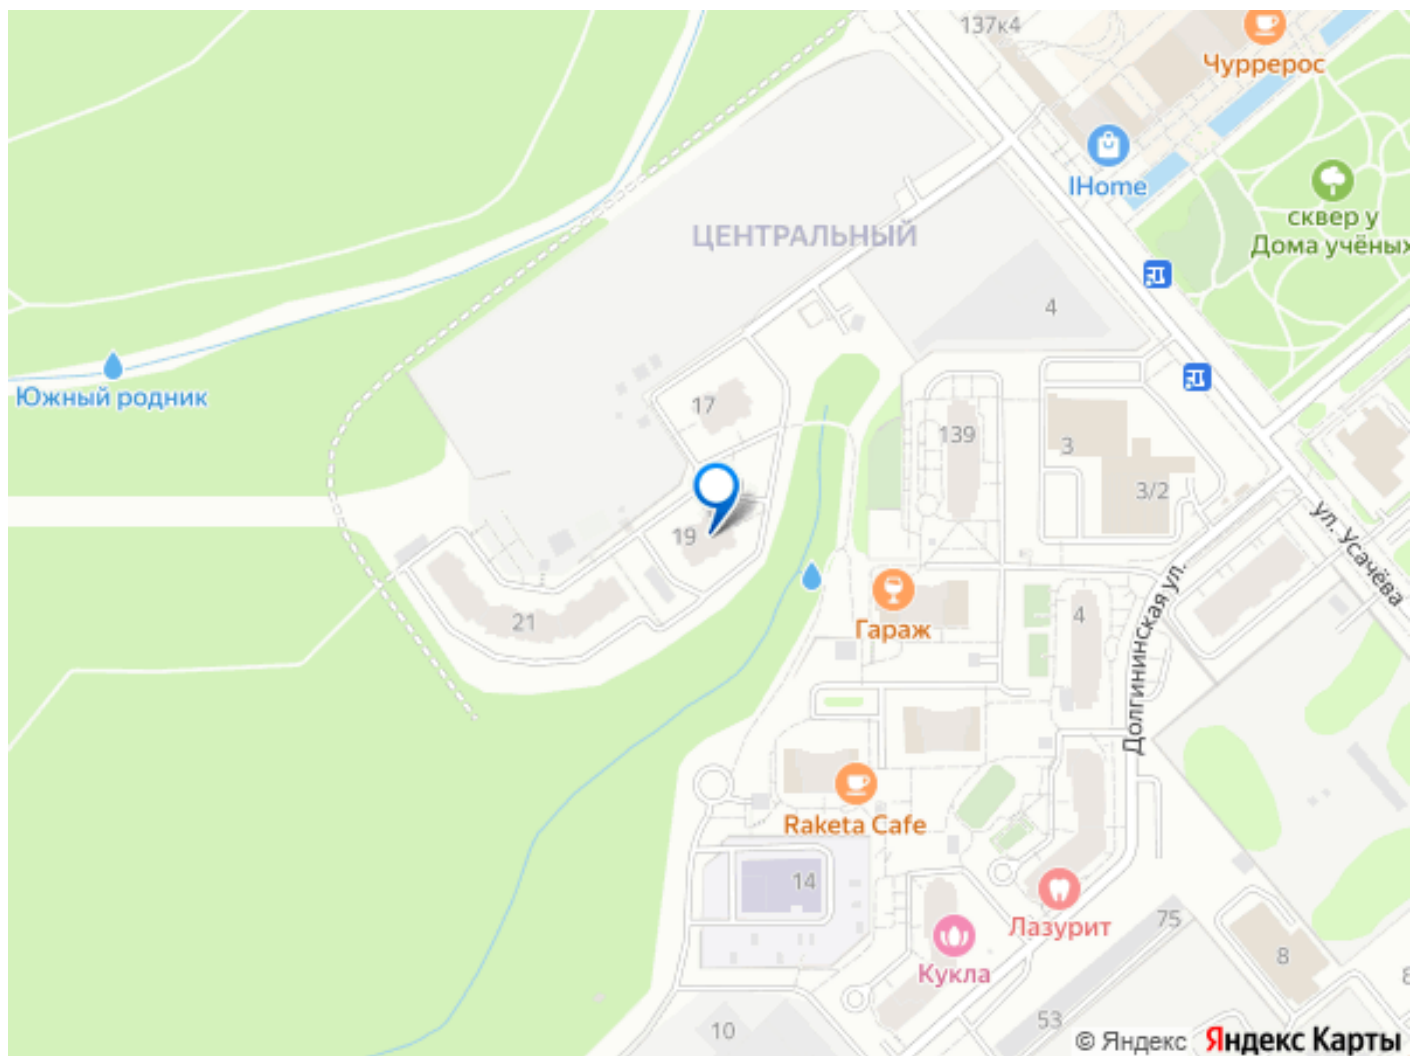 137к4
Чуррерос
IHome
сквер у
Дома учёных
ЦЕНТРАЛЬНЫЙ
4
Южный родник
17
139
3
3/2
19
ул. Усачёва
21
Гараж
4
Долгининская ул.
Raketa Cafe
14
Лазурит
75
Кукла
8
8
53
10
© Яндекс Яндекс Карты